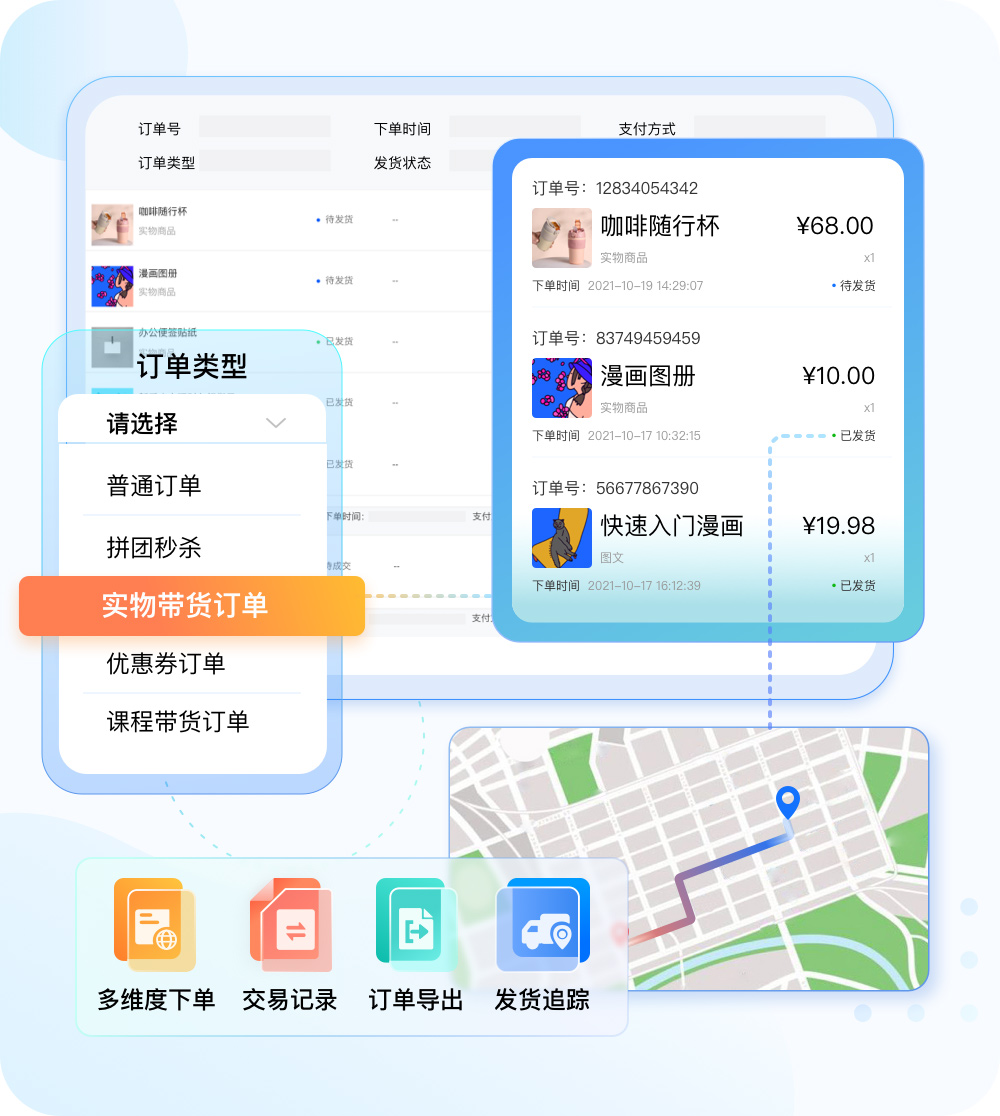 订单号 下单时间 支付方式
订单类型 发货状态
咖啡随行杯
实物商品
待发货 --
漫画图册
实物商品
待发货 --
办公便签贴纸
已发货 --
已发货 --
已发货 --
下单时间: 支付
待成交 --
支付
订单号：12834054342
咖啡随行杯 ¥68.00
实物商品 x1
下单时间 2021-10-19 14:29:07 待发货
订单号：83749459459
漫画图册 ¥10.00
实物商品 x1
下单时间 2021-10-17 10:32:15 已发货
订单号：56677867390
快速入门漫画 ¥19.98
图文 x1
下单时间 2021-10-17 16:12:39 已发货
订单类型
请选择
普通订单
拼团秒杀
实物带货订单
优惠券订单
课程带货订单
多维度下单 交易记录 订单导出 发货追踪